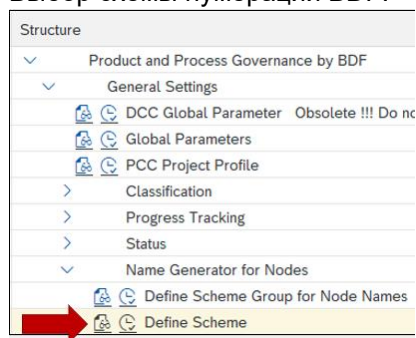 Structure
Product and Process Governance by BDF
General Settings
DCC Global Parameter Obsolete !!! Do
Global Parameters
PCC Project Profile
Classification
Progress Tracking
Status
Name Generator for Nodes
Define Scheme Group for Node Names
Define Scheme